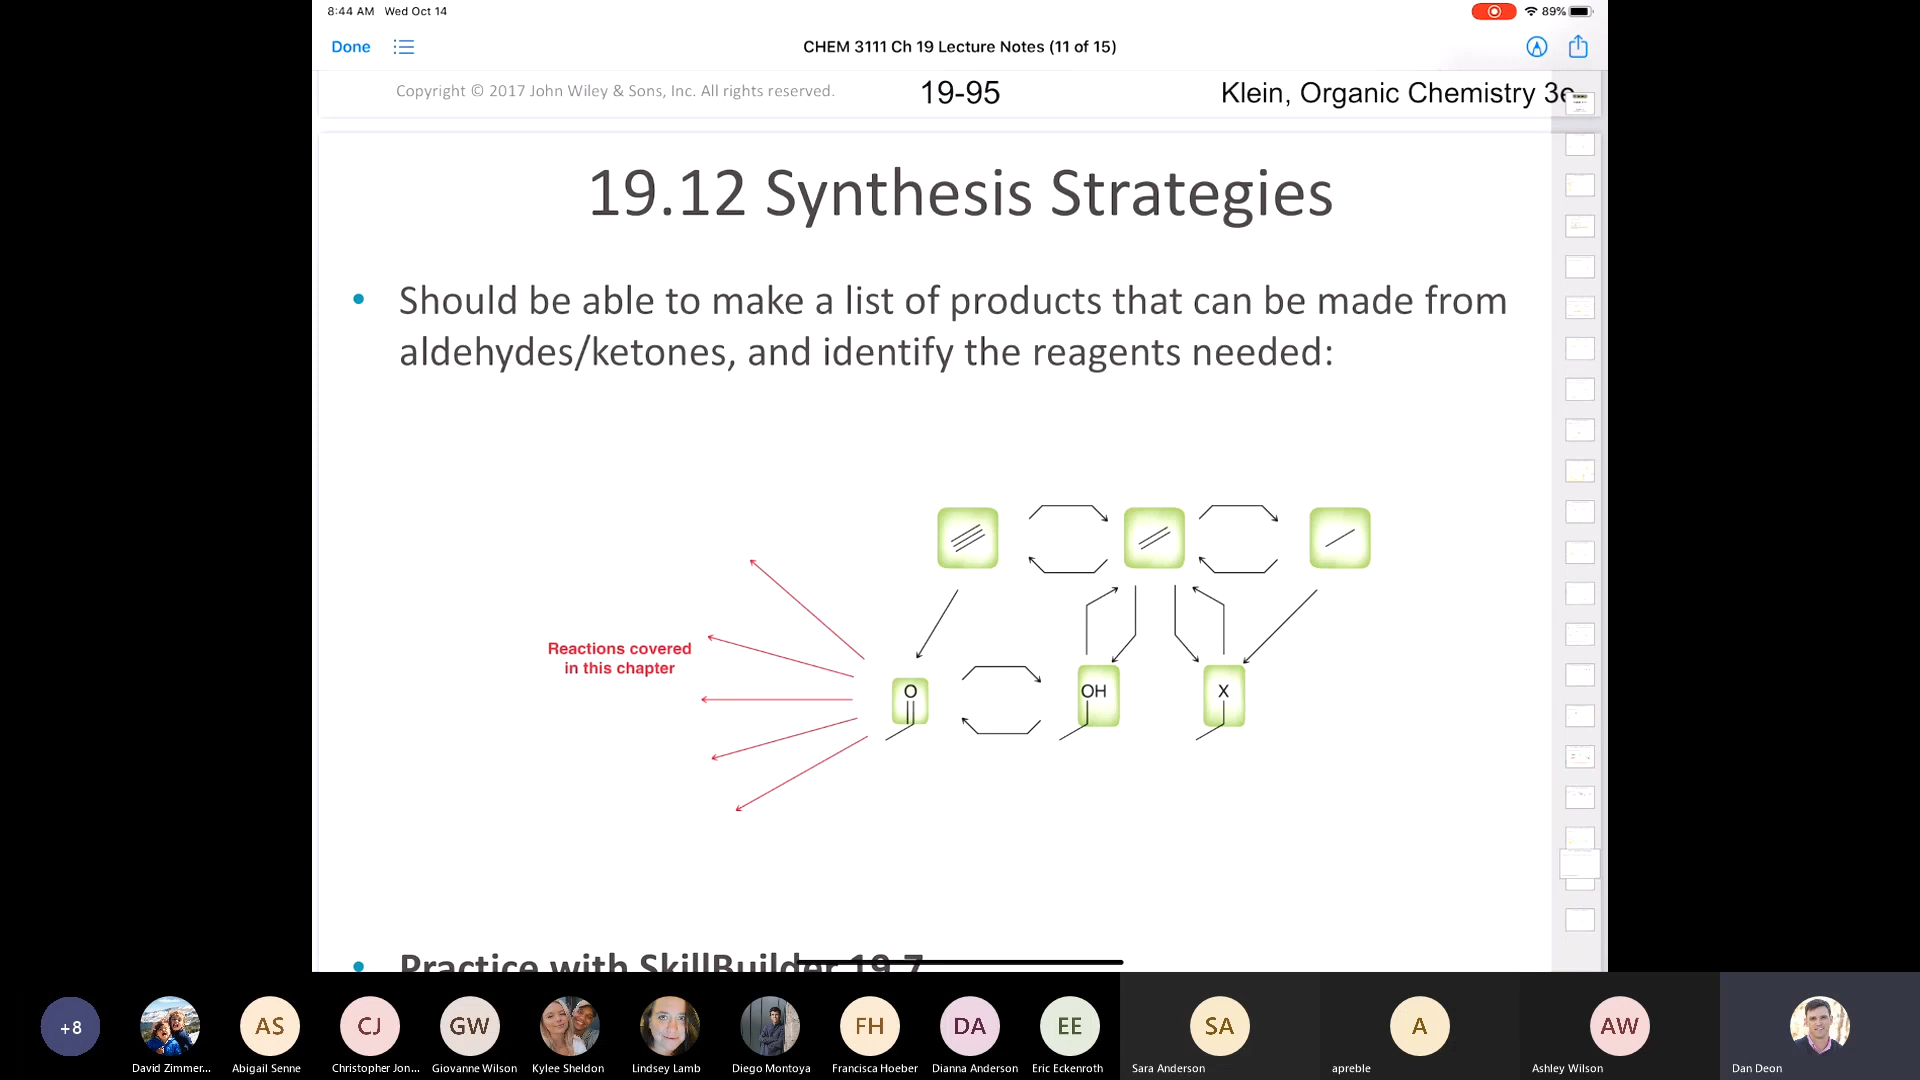 8:44 AM Wed Oct 14
89%
Done
CHEM 3111 Ch 19 Lecture Notes (11 of 15)
Copyright © 2017 John Wiley & Sons, Inc. All rights reserved.
19-95
Klein, Organic Chemistry 3e
19.12 Synthesis Strategies
• Should be able to make a list of products that can be made from
aldehydes/ketones, and identify the reagents needed:
Reactions covered
in this chapter
O
OH
X
• Practice with SkillBuilder 19.7
+8
AS
CJ
GW
FH
DA
EE
SA
A
AW
David Zimmer...
Abigail Senne
Christopher Jon...
Giovanne Wilson
Kylee Sheldon
Lindsey Lamb
Diego Montoya
Francisca Hoeber
Dianna Anderson
Eric Eckenroth
Sara Anderson
apreble
Ashley Wilson
Dan Deon